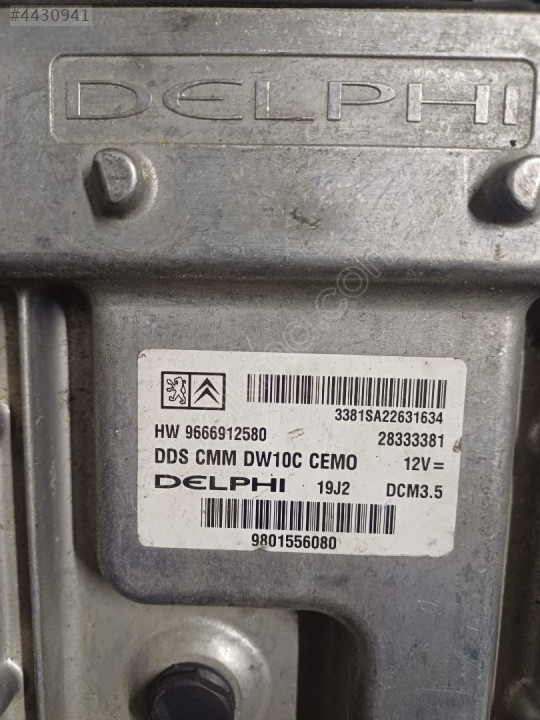 #4430941
DELPHI
3381SA22631634
HW 9666912580 28333381
DDS CMM DW10C CEMO 12V=
DELPHI 19J2 DCM3.5
9801556080